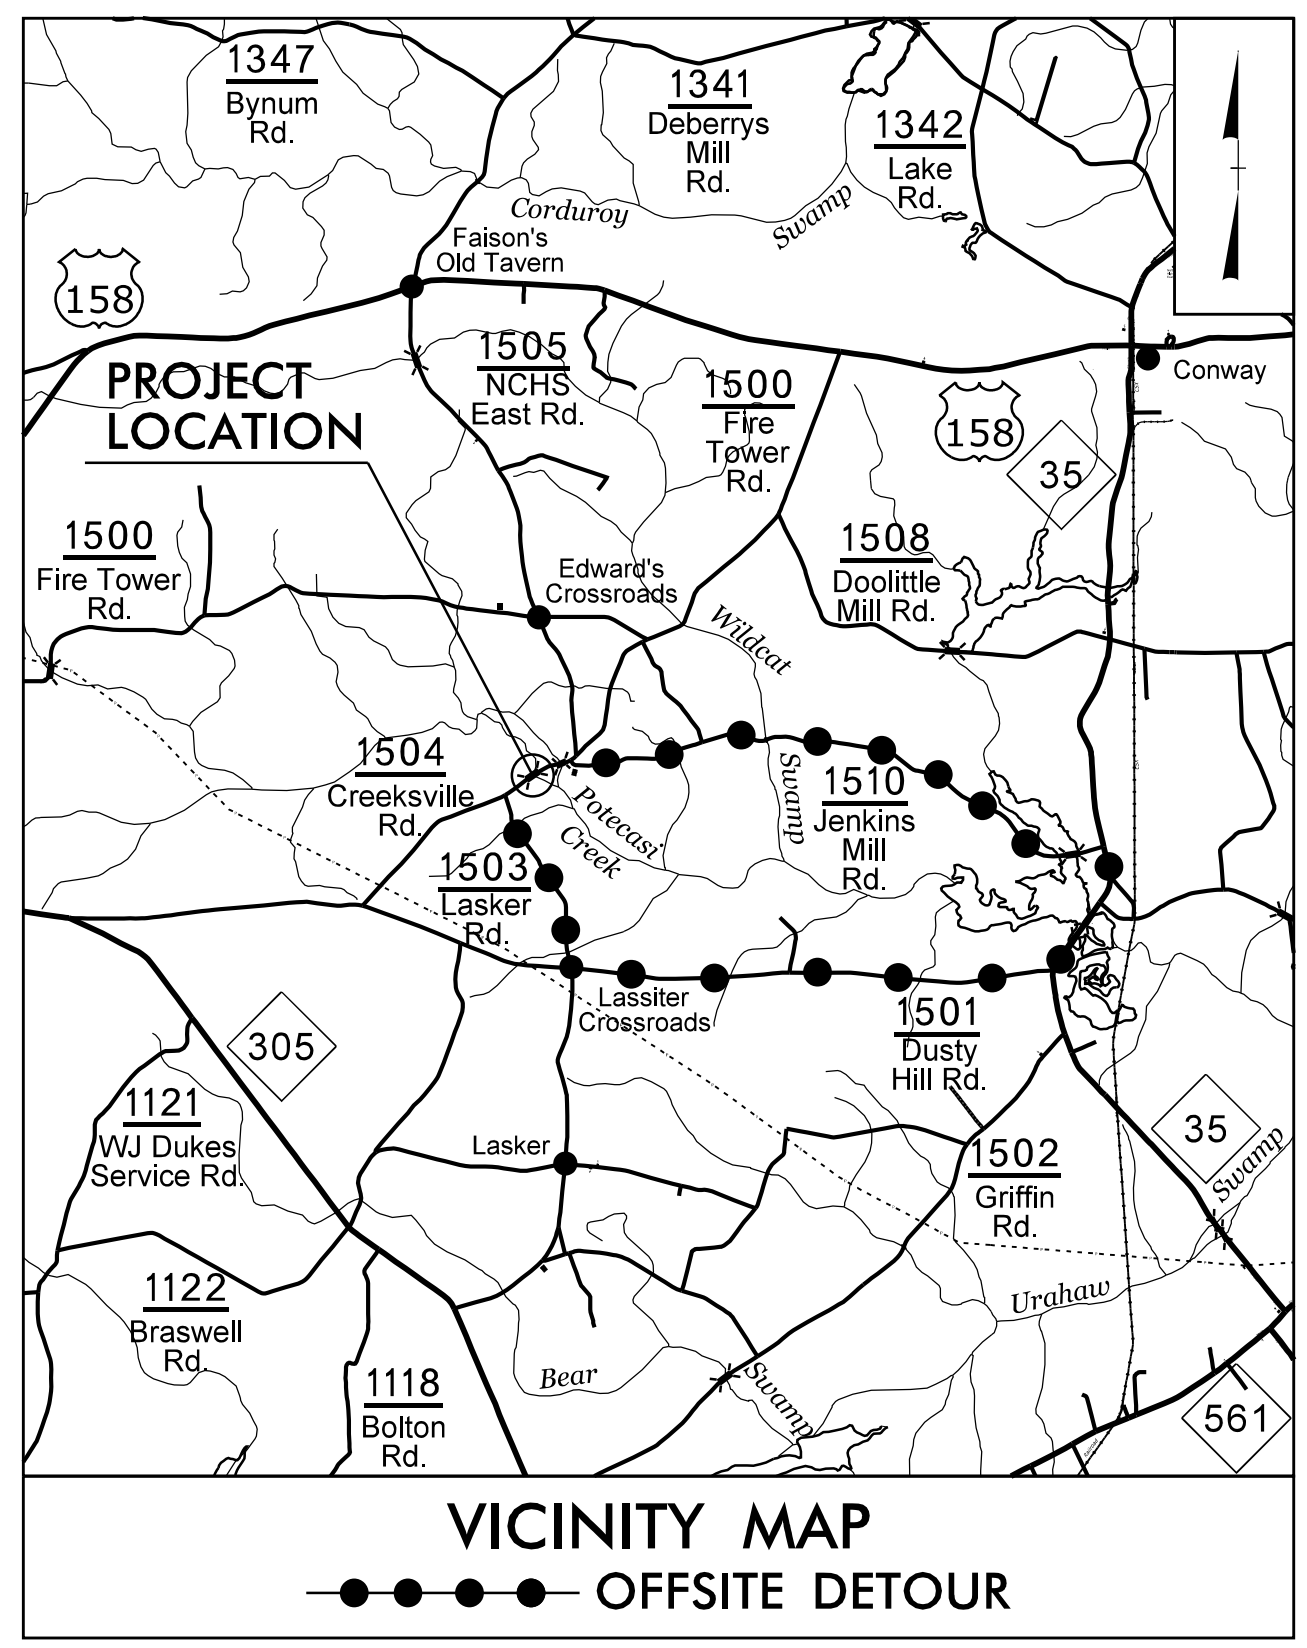 1347
Bynum
Rd.
1341
Deberrys
Mill
Rd.
1342
Lake
Rd.
Corduroy
Swamp
Faison's
Old Tavern
158
PROJECT
LOCATION
1505
NCHS
East Rd.
1500
Fire
Tower
Rd.
Conway
158
35
1500
Fire Tower
Rd.
Edward's
Crossroads
1508
Doolittle
Mill Rd.
Wildcat
Swamp
1504
Creeksville
Rd.
Potecasi
Creek
1510
Jenkins
Mill
Rd.
1503
Lasker
Rd.
Lassiter
Crossroads
1501
Dusty
Hill Rd.
305
1121
WJ Dukes
Service Rd.
Lasker
1502
Griffin
Rd.
35
Swamp
Urahaw
1122
Braswell
Rd.
1118
Bolton
Rd.
Bear
Swamp
561
VICINITY MAP
OFFSITE DETOUR